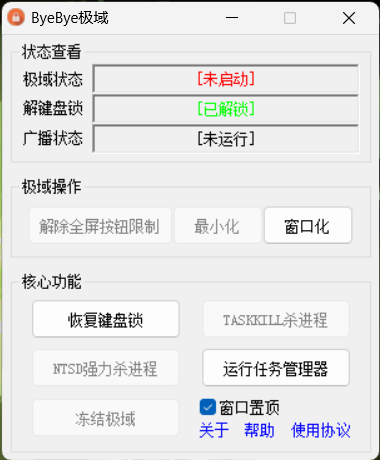 ByeBye极域
状态查看
极域状态 [未启动]
解键盘锁 [已解锁]
广播状态 [未运行]
极域操作
解除全屏按钮限制 最小化 窗口化
核心功能
恢复键盘锁 TASKKILL杀进程
NTSD强力杀进程 运行任务管理器
冻结极域 窗口置顶
关于 帮助 使用协议